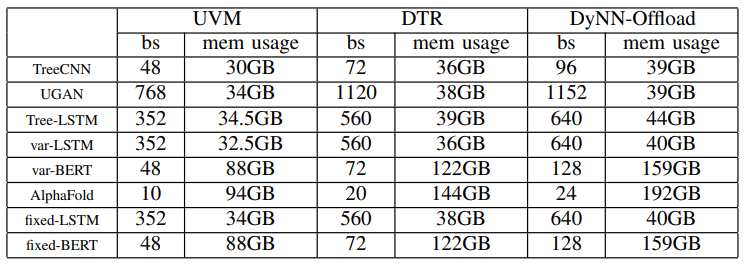 UVM DTR DyNN-Offload
bs mem usage bs mem usage bs mem usage
TreeCNN 48 30GB 72 36GB 96 39GB
UGAN 768 34GB 1120 38GB 1152 39GB
Tree-LSTM 352 34.5GB 560 39GB 640 44GB
var-LSTM 352 32.5GB 560 36GB 640 40GB
var-BERT 48 88GB 72 122GB 128 159GB
AlphaFold 10 94GB 20 144GB 24 192GB
fixed-LSTM 352 34GB 560 38GB 640 40GB
fixed-BERT 48 88GB 72 122GB 128 159GB